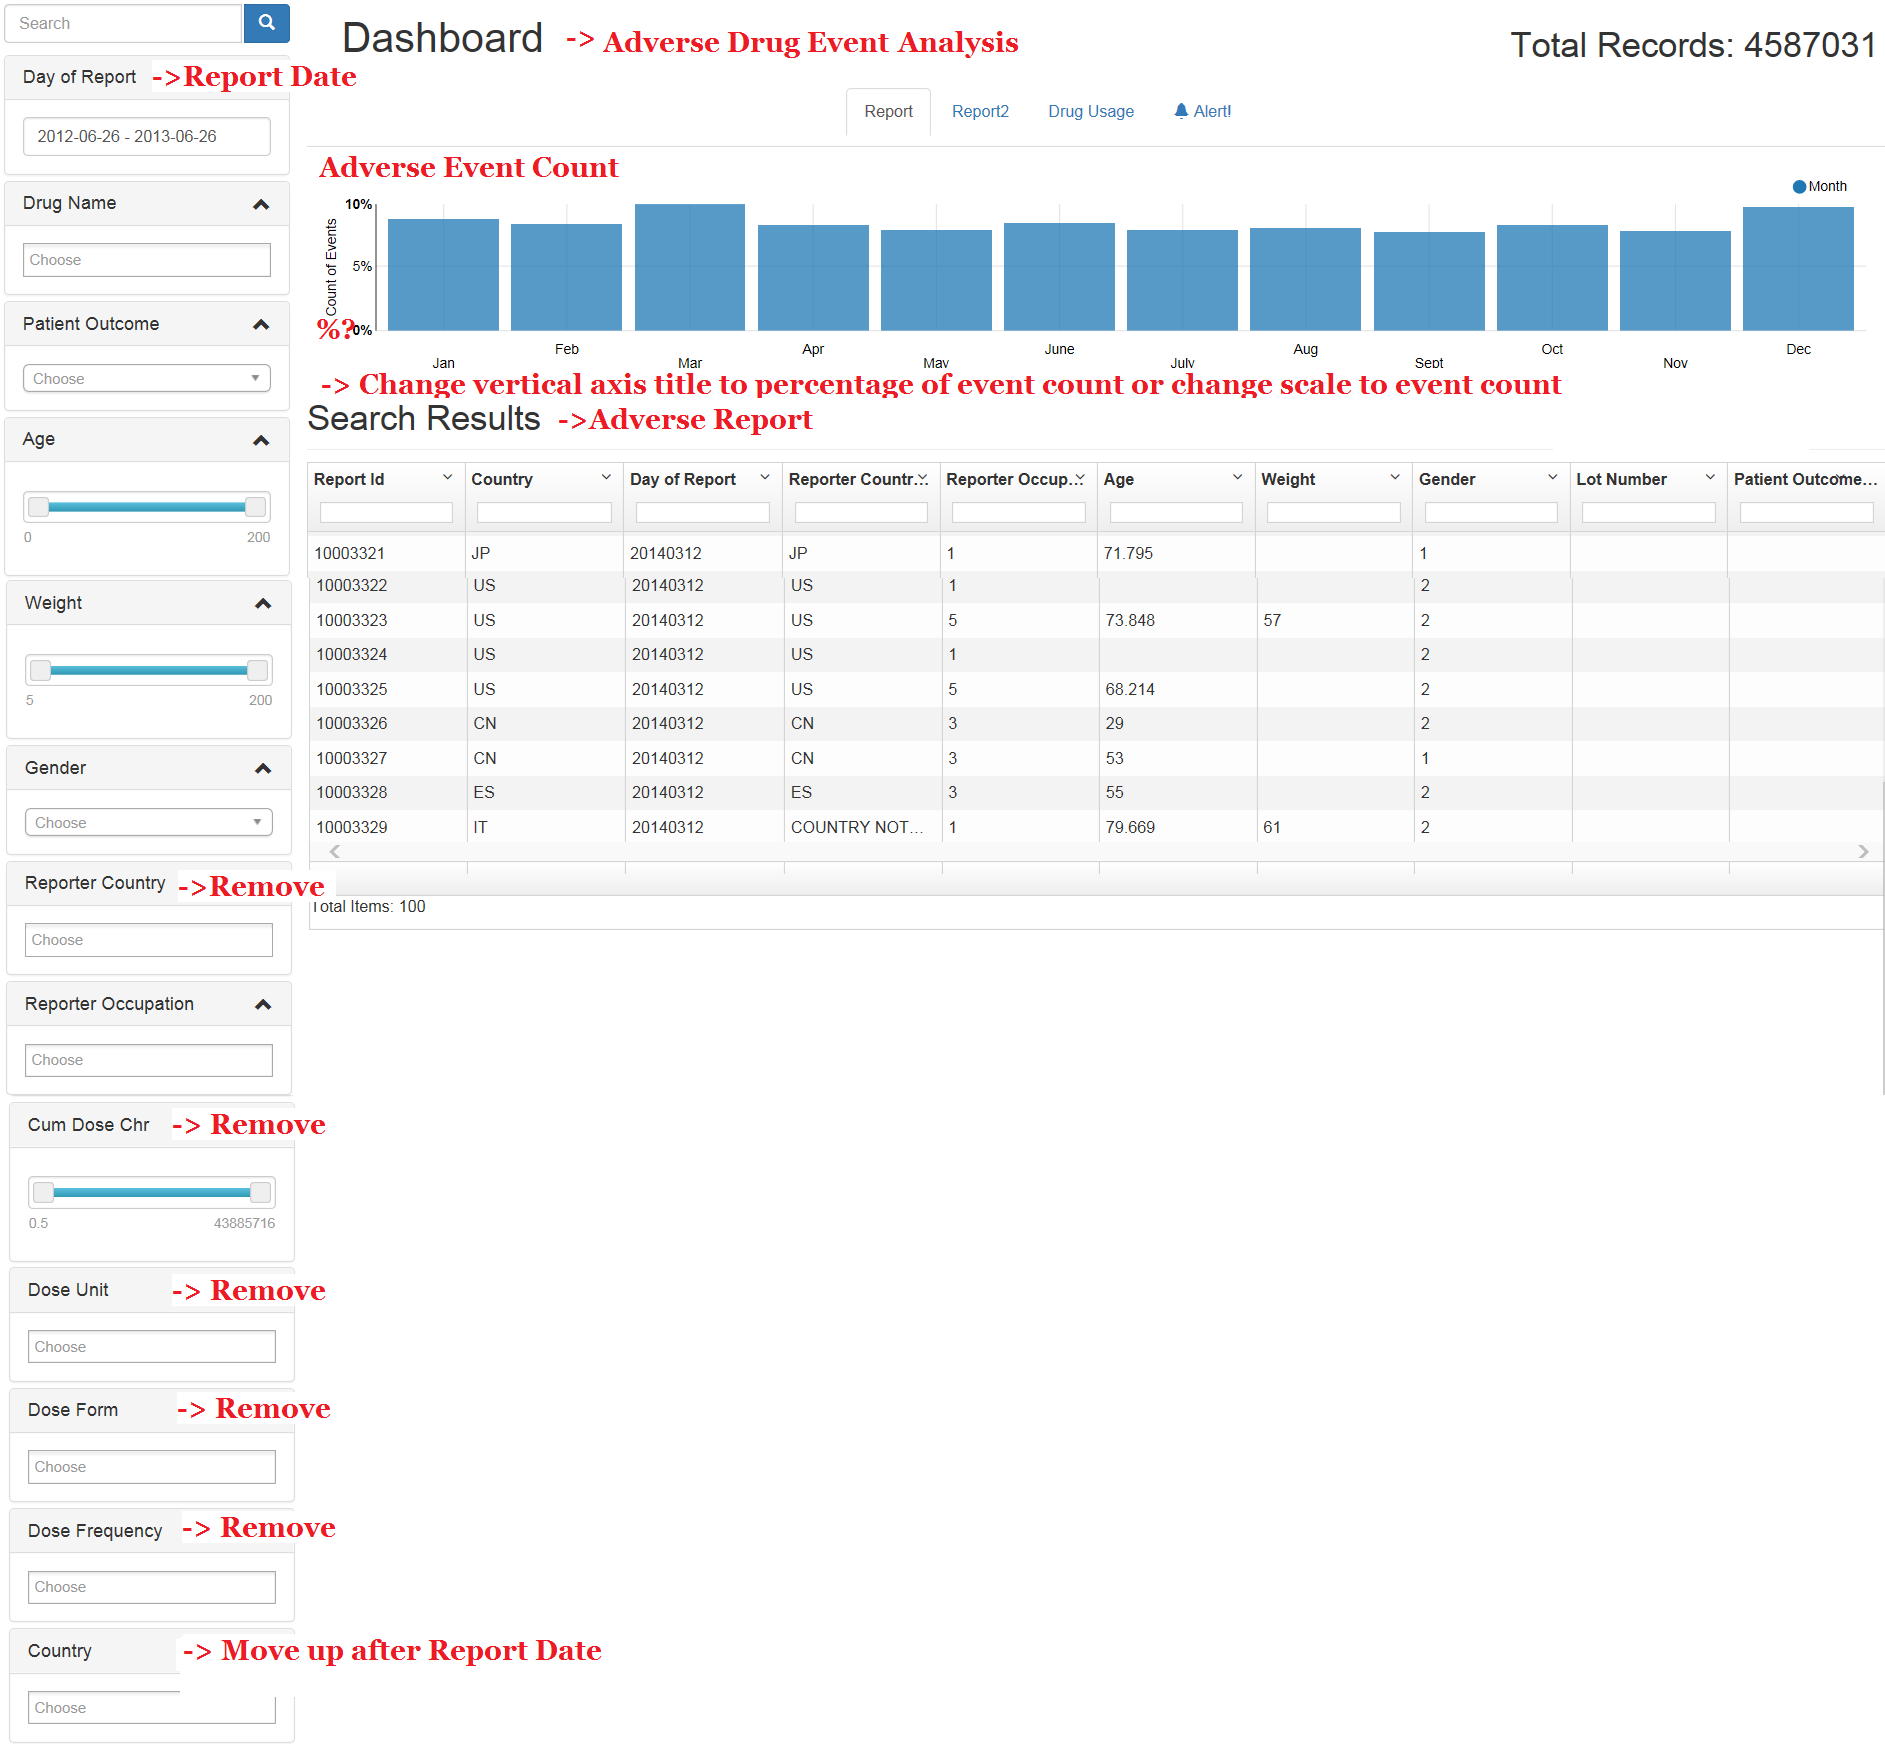 Search
Dashboard -> Adverse Drug Event Analysis
Total Records: 4587031
Day of Report ->Report Date
2012-06-26 - 2013-06-26
Report Report2 Drug Usage Alert!
Adverse Event Count
Month
Count of Events
10%
5%
0%
%?
Jan Feb Mar Apr May June July Aug Sept Oct Nov Dec
-> Change vertical axis title to percentage of event count or change scale to event count
Search Results ->Adverse Report
Report Id Country Day of Report Reporter Countr... Reporter Occup... Age Weight Gender Lot Number Patient Outcome...
10003321 JP 20140312 JP 1 71.795 1
10003322 US 20140312 US 1 2
10003323 US 20140312 US 5 73.848 57 2
10003324 US 20140312 US 1 2
10003325 US 20140312 US 5 68.214 2
10003326 CN 20140312 CN 3 29 2
10003327 CN 20140312 CN 3 53 1
10003328 ES 20140312 ES 3 55 2
10003329 IT 20140312 COUNTRY NOT... 1 79.669 61 2
Total Items: 100
Drug Name
Choose
Patient Outcome
Choose
Age
0 200
Weight
5 200
Gender
Choose
Reporter Country ->Remove
Choose
Reporter Occupation
Choose
Cum Dose Chr -> Remove
0.5 43885716
Dose Unit -> Remove
Choose
Dose Form -> Remove
Choose
Dose Frequency -> Remove
Choose
Country -> Move up after Report Date
Choose